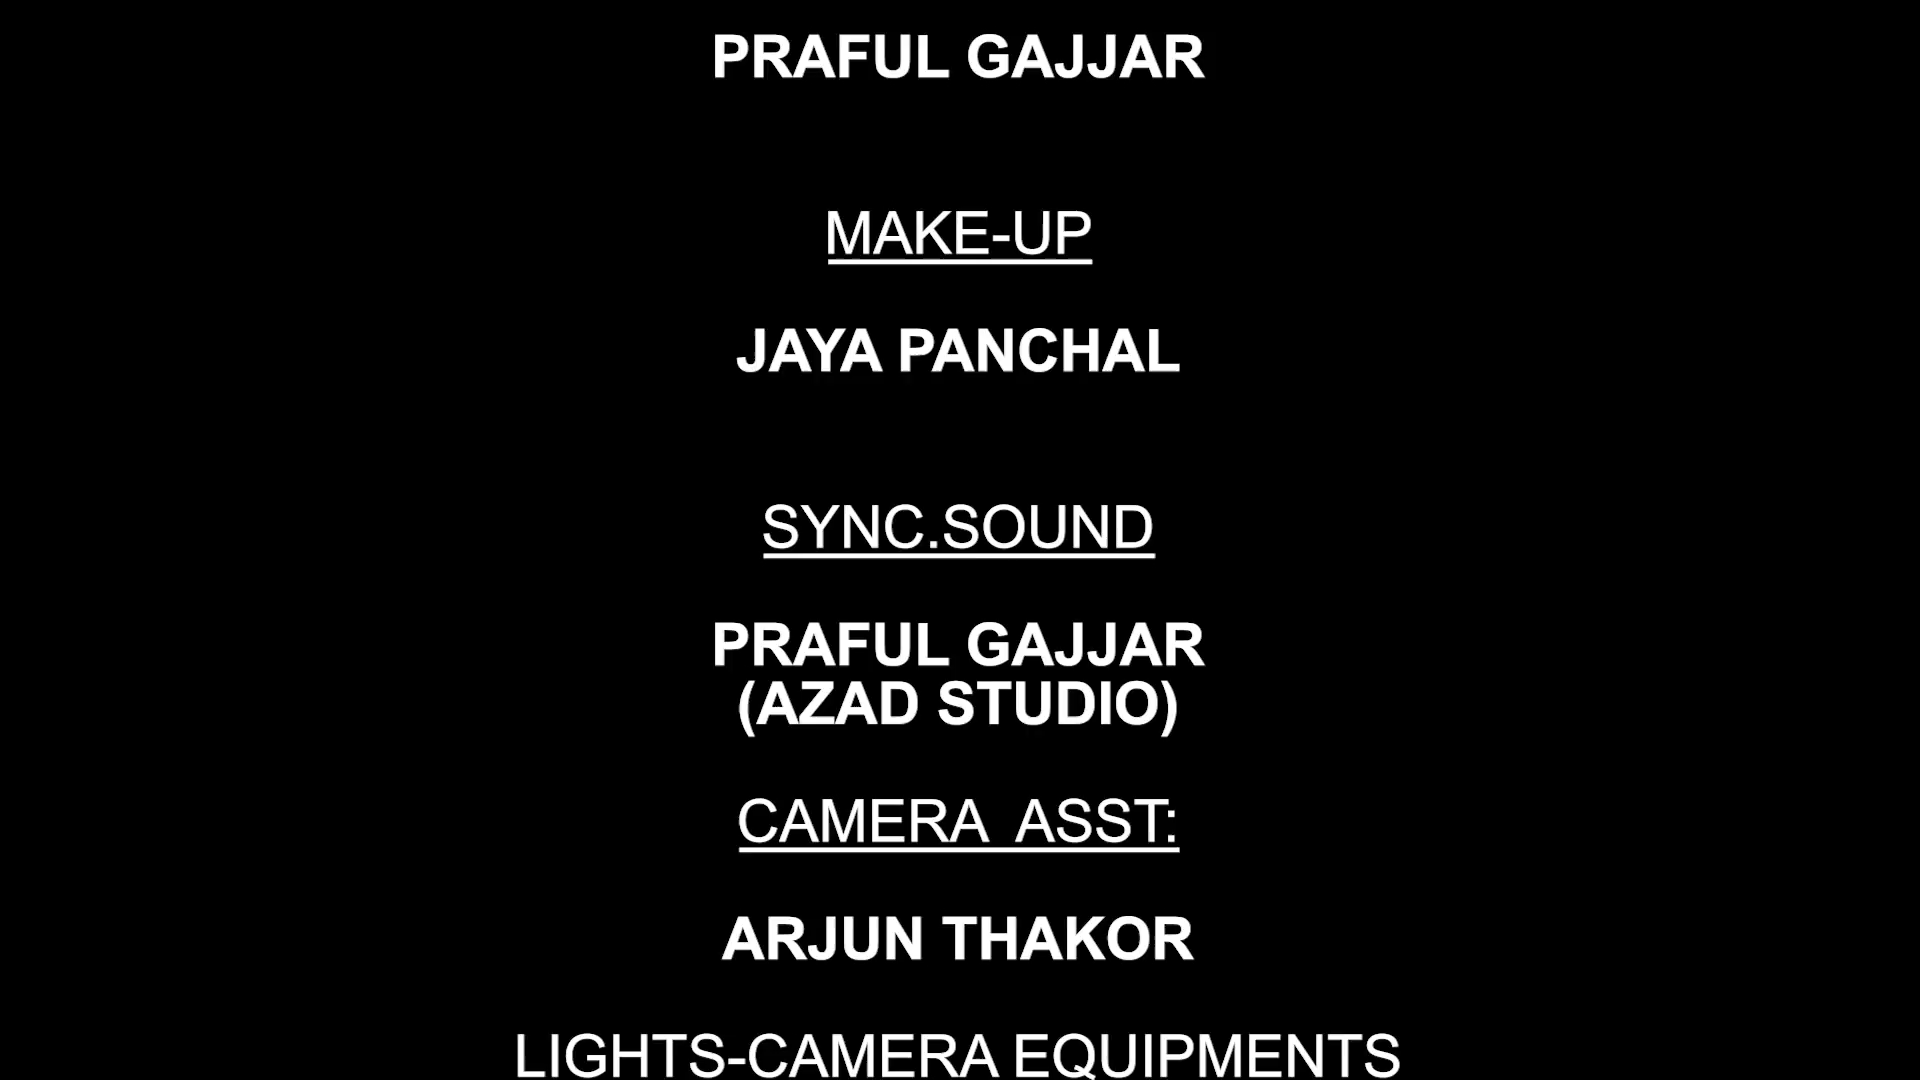 PRAFUL GAJJAR
MAKE-UP
JAYA PANCHAL
SYNC.SOUND
PRAFUL GAJJAR
(AZAD STUDIO)
CAMERA  ASST:
ARJUN THAKOR
LIGHTS-CAMERA EQUIPMENTS